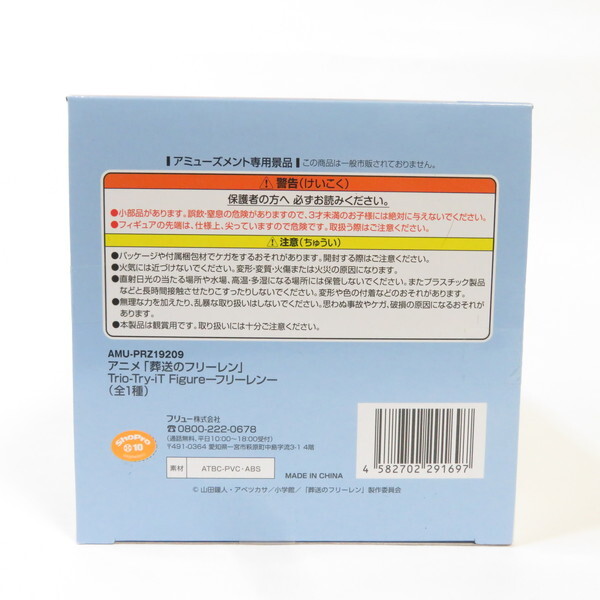 アミューズメント専用景品 この商品は一般市販されておりません。
警告(けいこく)
保護者の方へ 必ずお読みください。
●小部品があります。誤飲・窒息の危険がありますので、3才未満のお子様には絶対に与えないでください。
●フィギュアの先端は、仕様上、尖っていますので危険です。取扱う際はご注意ください。
注意(ちゅうい)
●パッケージや付属梱包材でケガをするおそれがあります。開封する際はご注意ください。
●火気には近づけないでください。変形・変質・火傷または火災の原因になります。
●直射日光の当たる場所や水場、高温・多湿になる場所には保管しないでください。またプラスチック製品
などと長時間接触させたりこすったりしないでください。変形や色の付着などのおそれがあります。
●無理な力を加えたり、乱暴な取り扱いはしないでください。思わぬ事故やケガ、破損の原因になるおそれが
あります。
●本製品は観賞用です。取り扱いには十分ご注意ください。
AMU-PRZ19209
アニメ「葬送のフリーレン」
Trio-Try-iT Figureーフリーレンー
(全1種)
フリュー株式会社
☎0800-222-0678
(通話無料、平日10:00～18:00受付)
〒491-0364 愛知県一宮市萩原町中島字流3-1 4階
ShoPro
10
素材 ATBC-PVC・ABS
MADE IN CHINA
4 582702 291697
© 山田鐘人・アベツカサ／小学館／「葬送のフリーレン」製作委員会